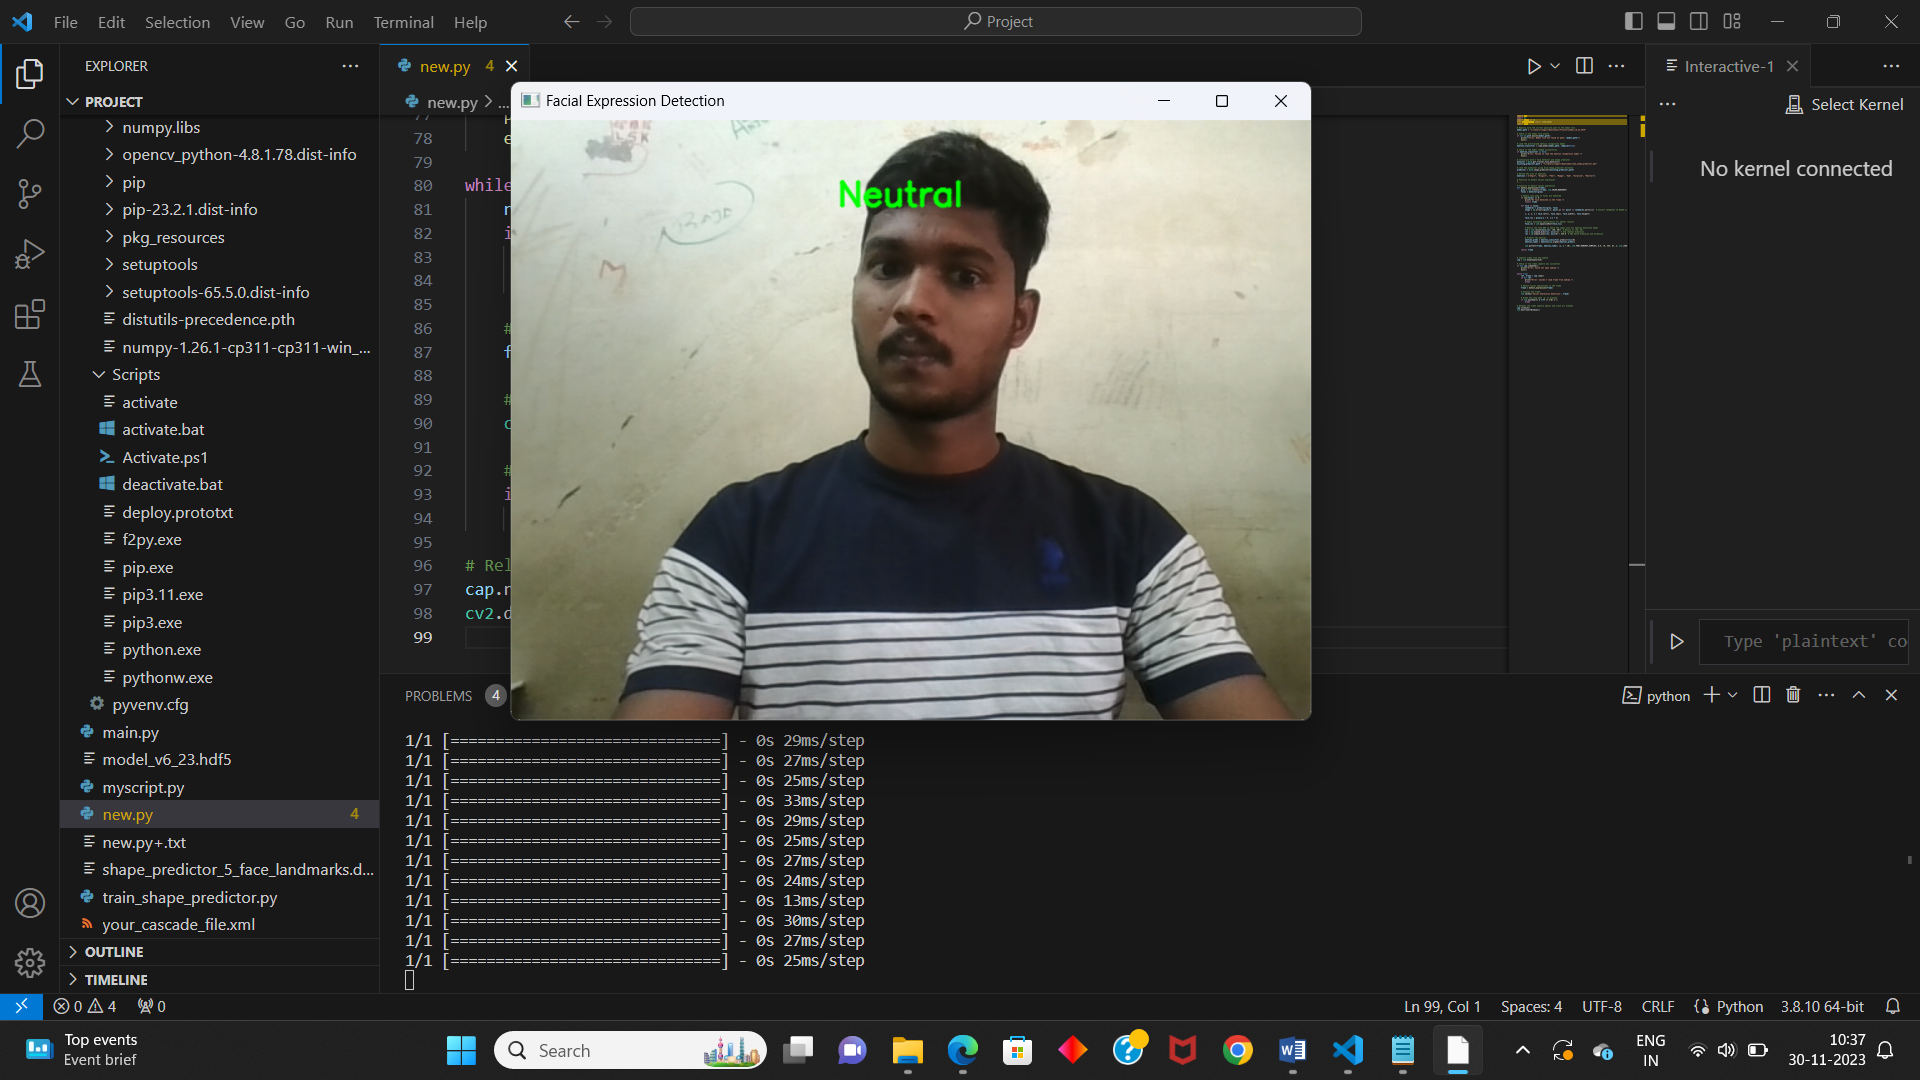 File Edit Selection View Go Run Terminal Help
Project
EXPLORER
PROJECT
numpy.libs
opencv_python-4.8.1.78.dist-info
pip
pip-23.2.1.dist-info
pkg_resources
setuptools
setuptools-65.5.0.dist-info
distutils-precedence.pth
numpy-1.26.1-cp311-cp311-win_...
Scripts
activate
activate.bat
Activate.ps1
deactivate.bat
deploy.prototxt
f2py.exe
pip.exe
pip3.11.exe
pip3.exe
python.exe
pythonw.exe
pyvenv.cfg
main.py
model_v6_23.hdf5
myscript.py
new.py 4
new.py+.txt
shape_predictor_5_face_landmarks.d...
train_shape_predictor.py
your_cascade_file.xml
OUTLINE
TIMELINE
new.py 4
new.py > ...
78 e
79
80 while
81 r
82 i
83
84
85
86 #
87 f
88
89 #
90 c
91
92 #
93 i
94
95
96 # Rel
97 cap.r
98 cv2.d
99
Facial Expression Detection
LSK
Neutral
Interactive-1
Select Kernel
No kernel connected
Type 'plaintext' co
PROBLEMS 4
python
1/1 [==============================] - 0s 29ms/step
1/1 [==============================] - 0s 27ms/step
1/1 [==============================] - 0s 25ms/step
1/1 [==============================] - 0s 33ms/step
1/1 [==============================] - 0s 29ms/step
1/1 [==============================] - 0s 25ms/step
1/1 [==============================] - 0s 27ms/step
1/1 [==============================] - 0s 24ms/step
1/1 [==============================] - 0s 13ms/step
1/1 [==============================] - 0s 30ms/step
1/1 [==============================] - 0s 27ms/step
1/1 [==============================] - 0s 25ms/step
0 4 0
Ln 99, Col 1 Spaces: 4 UTF-8 CRLF Python 3.8.10 64-bit
Top events
Event brief
Search
ENG
IN
10:37
30-11-2023